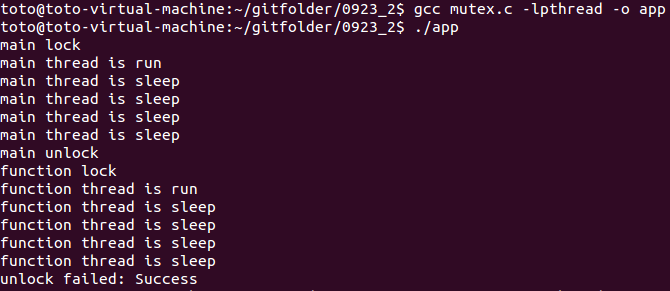 toto@toto-virtual-machine:~/gitfolder/0923_2$ gcc mutex.c -lpthread -o app
toto@toto-virtual-machine:~/gitfolder/0923_2$ ./app
main lock
main thread is run
main thread is sleep
main thread is sleep
main thread is sleep
main thread is sleep
main unlock
function lock
function thread is run
function thread is sleep
function thread is sleep
function thread is sleep
function thread is sleep
unlock failed: Success